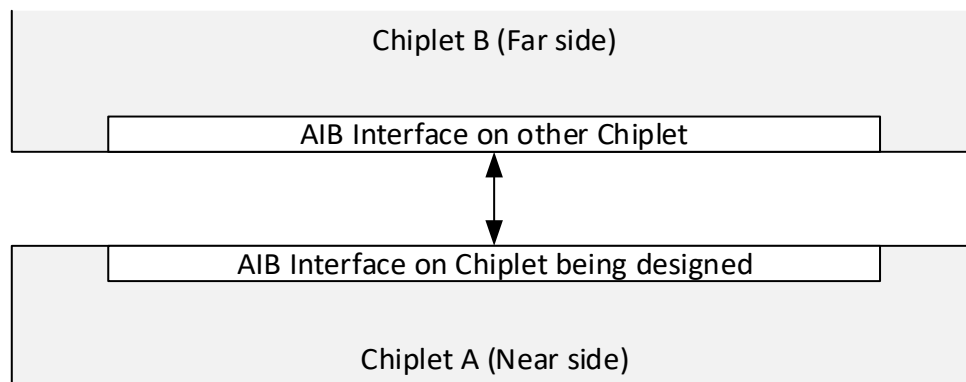 Chiplet B (Far side)
AIB Interface on other Chiplet
AIB Interface on Chiplet being designed
Chiplet A (Near side)